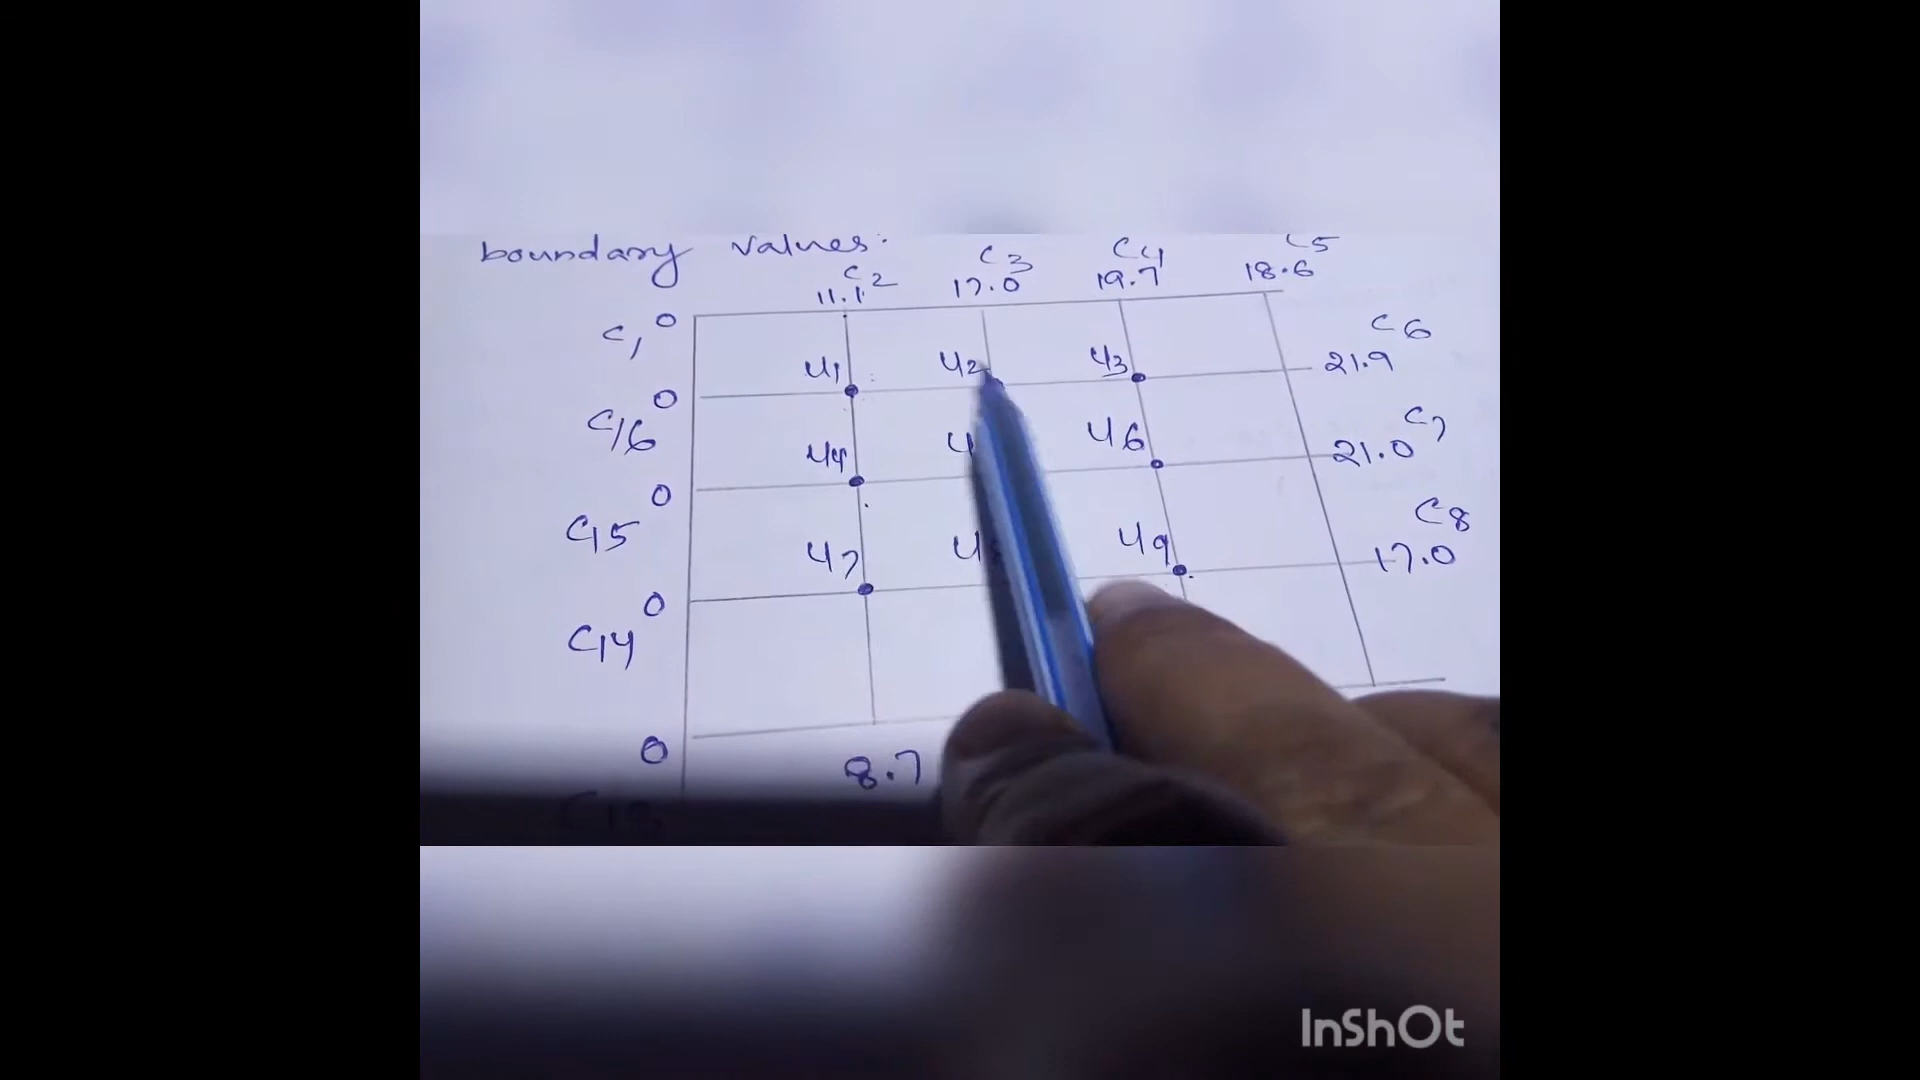 boundary values:
C2 C3 C4 C5
11.1 17.0 19.7 18.6
C1 0 C6
u1 u2 u3 21.9
C16 0 C7
u4 u6 21.0
C15 0 C8
u7 u9 17.0
C14 0
0 8.7
InShOt